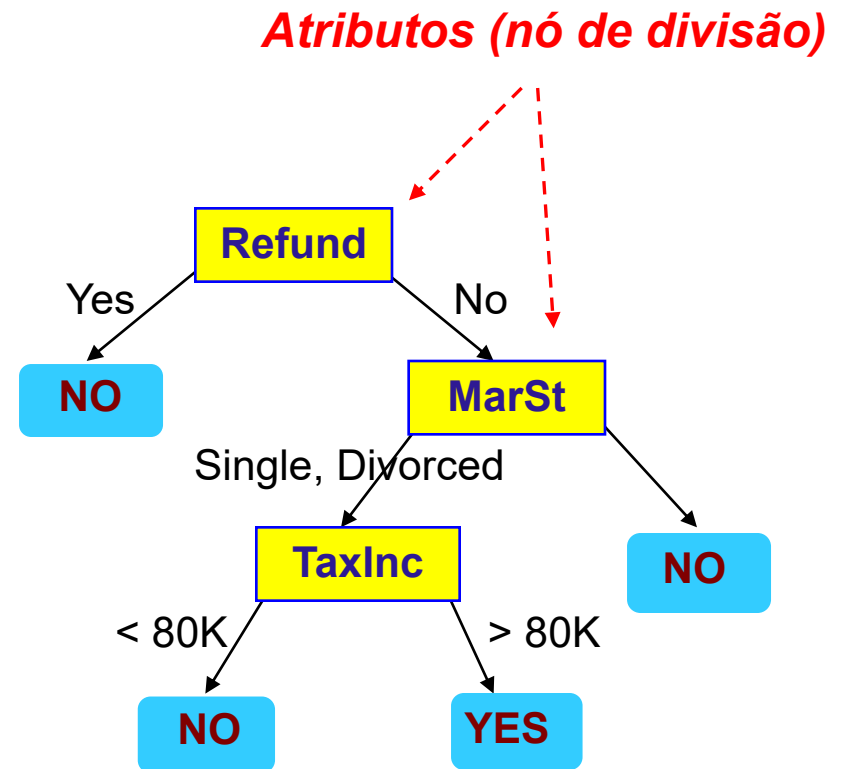 Atributos (nó de divisão)
Refund
Yes
No
NO
MarSt
Single, Divorced
TaxInc
NO
< 80K
> 80K
NO
YES